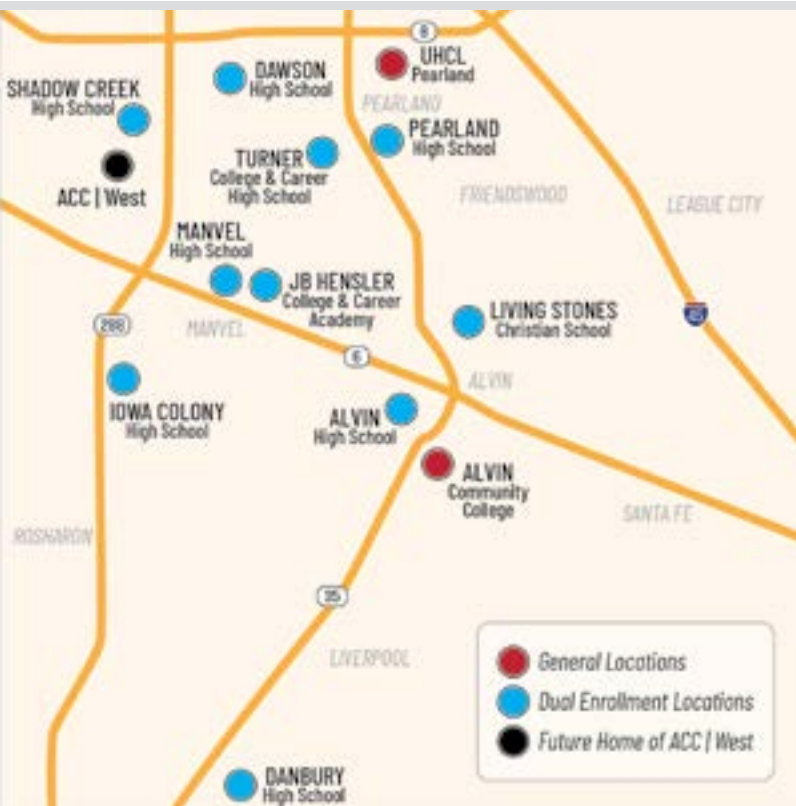 8
UHCL
Pearland
DAWSON
High School
SHADOW CREEK
High School
PEARLAND
PEARLAND
High School
TURNER
College & Career
High School
ACC | West
FRIENDSWOOD
LEAGUE CITY
MANVEL
High School
JB HENSLER
College & Career
Academy
LIVING STONES
Christian School
288
MANVEL
45
6
ALVIN
IOWA COLONY
High School
ALVIN
High School
ALVIN
Community
College
SANTA FE
ROSHARON
35
LIVERPOOL
General Locations
Dual Enrollment Locations
Future Home of ACC | West
DANBURY
High School